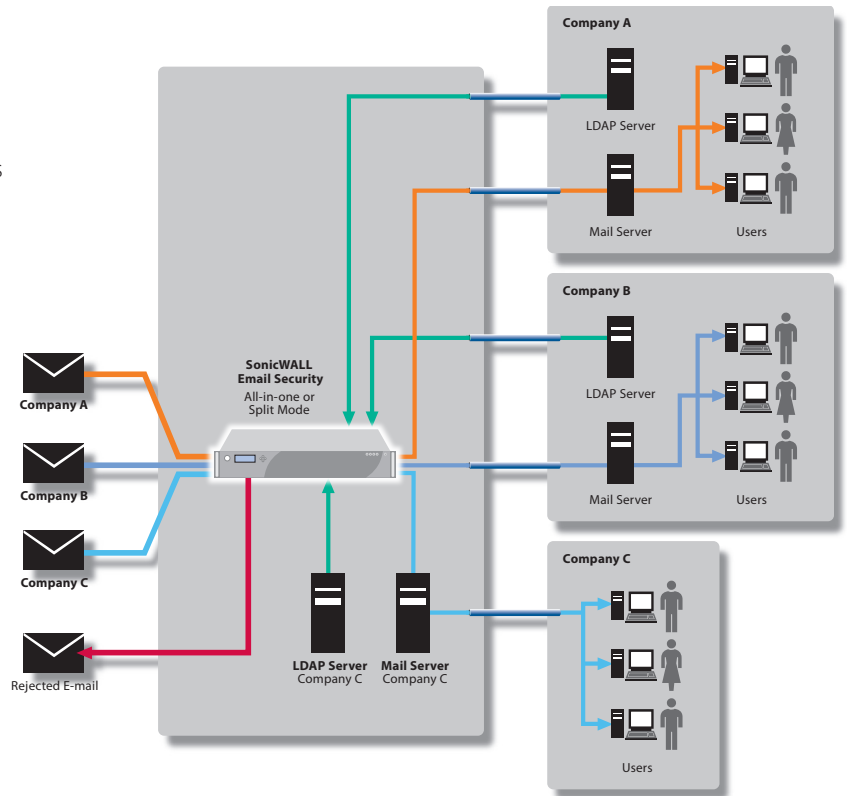 Company A
LDAP Server
Mail Server
Users
Company B
LDAP Server
Mail Server
Users
SonicWALL
Email Security
All-in-one or
Split Mode
Company A
Company B
Company C
Rejected E-mail
LDAP Server
Company C
Mail Server
Company C
Company C
Users